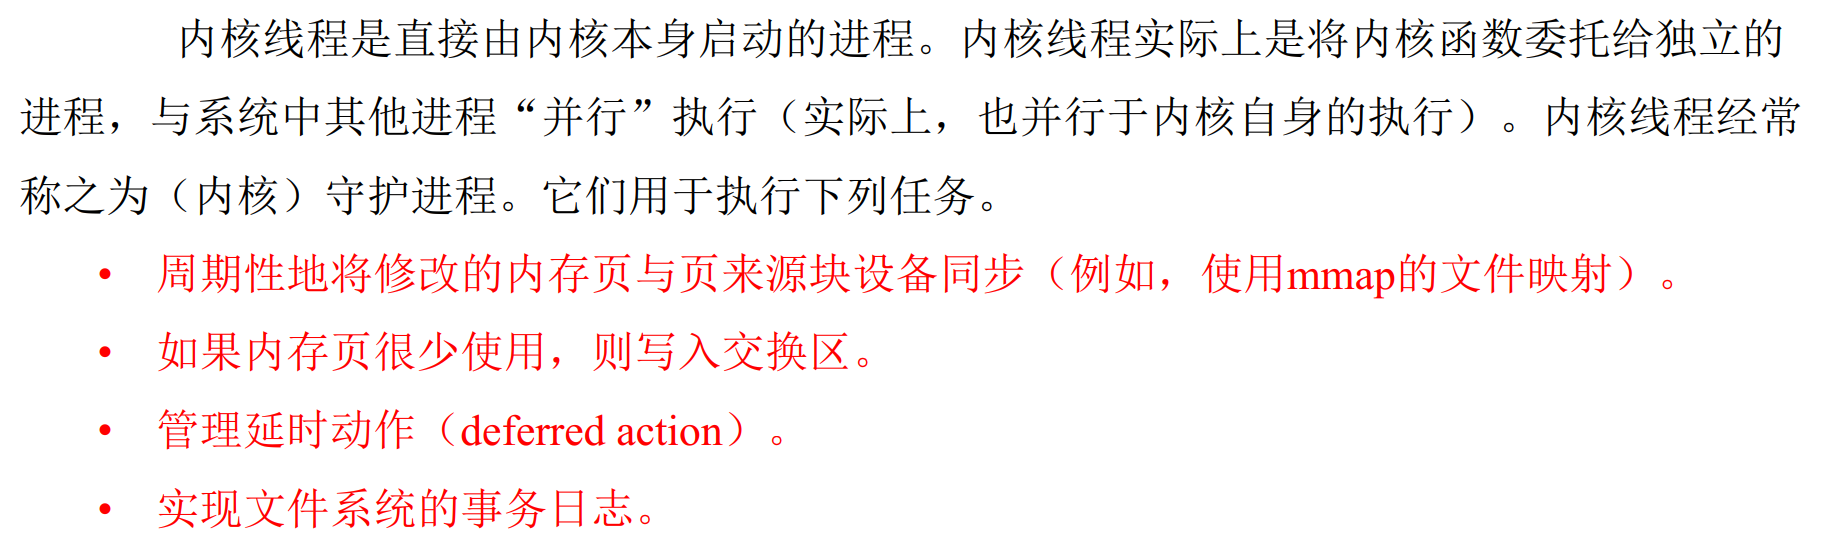 内核线程是直接由内核本身启动的进程。内核线程实际上是将内核函数委托给独立的
进程，与系统中其他进程“并行”执行（实际上，也并行于内核自身的执行）。内核线程经常
称之为（内核）守护进程。它们用于执行下列任务。
• 周期性地将修改的内存页与页来源块设备同步（例如，使用mmap的文件映射）。
• 如果内存页很少使用，则写入交换区。
• 管理延时动作（deferred action）。
• 实现文件系统的事务日志。